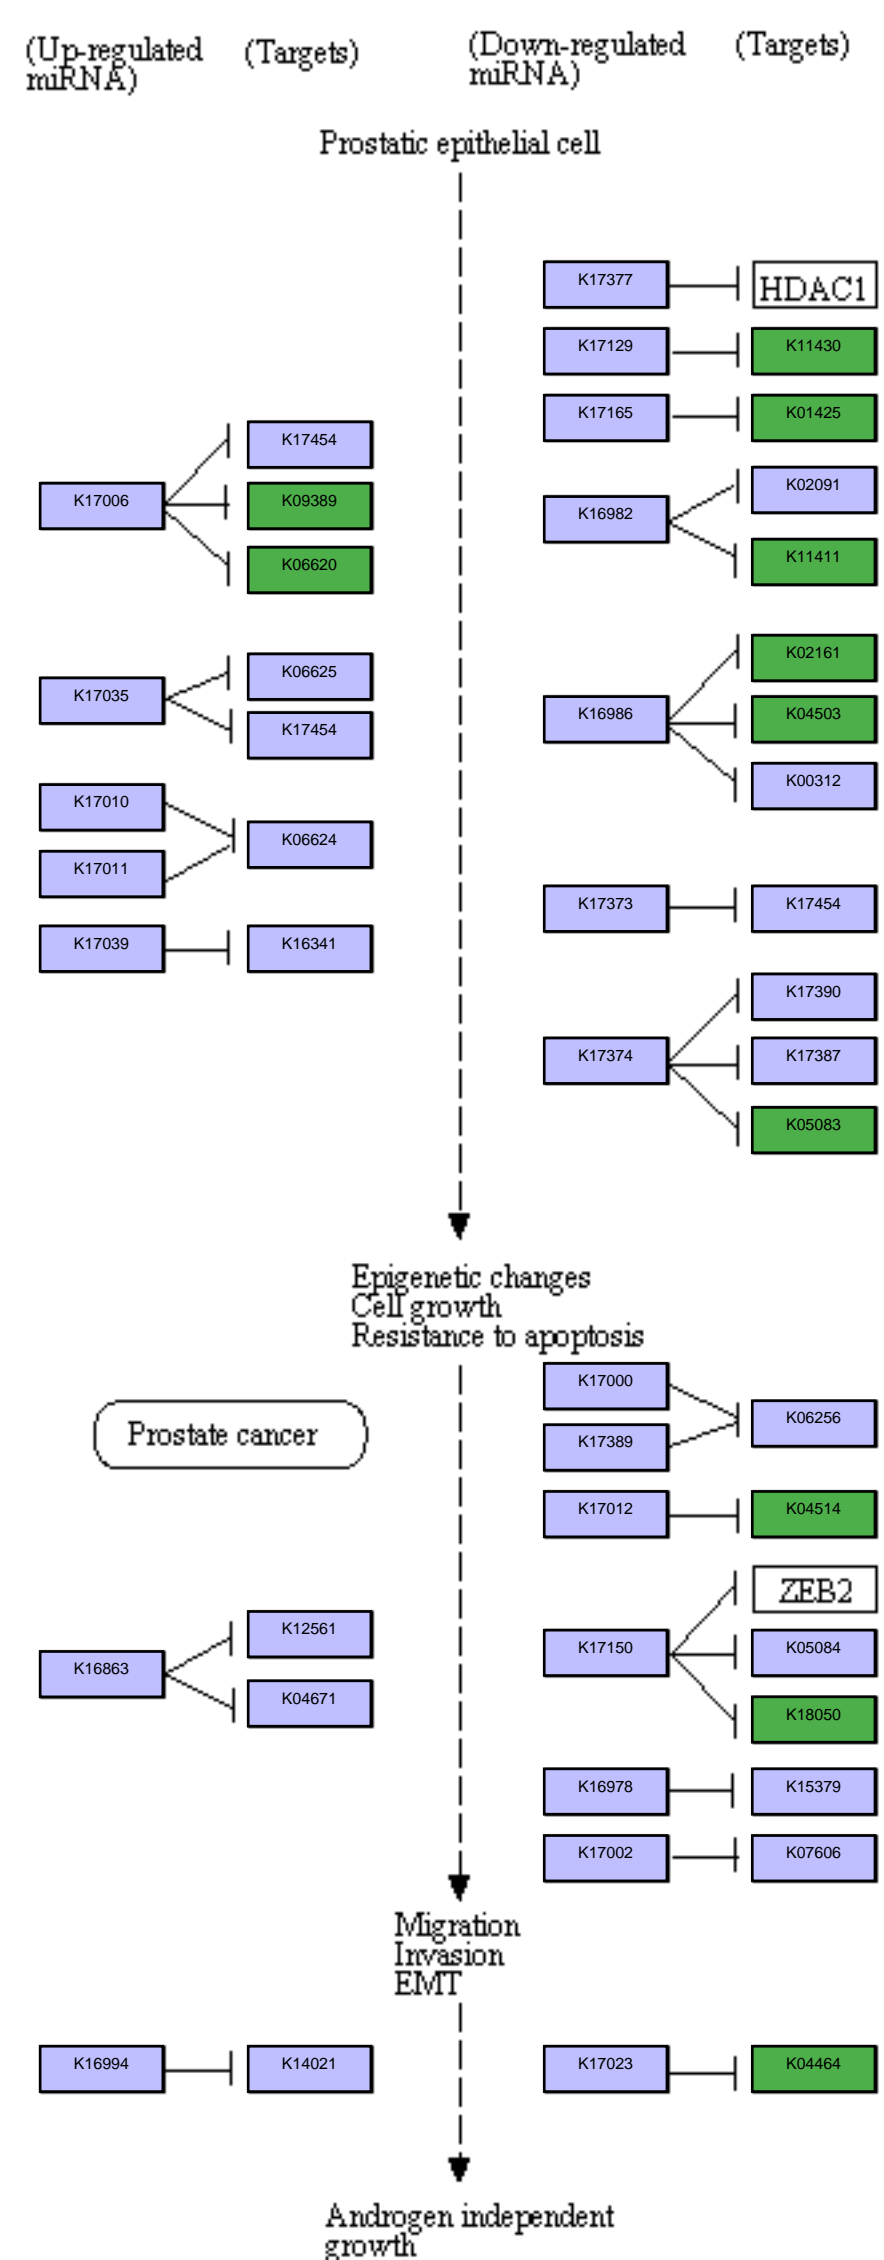 (Up-regulated miRNA) (Targets) (Down-regulated miRNA) (Targets)
Prostatic epithelial cell
K17377 HDAC1
K17129 K11430
K17165 K01425
K17454
K17006 K09389
K06620
K02091
K16982
K11411
K06625
K17035
K17454
K02161
K16986 K04503
K00312
K17010
K06624
K17011
K17373 K17454
K17039 K16341
K17390
K17374 K17387
K05083
Epigenetic changes
Cell growth
Resistance to apoptosis
Prostate cancer
K17000
K06256
K17389
K17012 K04514
ZEB2
K17150 K05084
K18050
K12561
K16863
K04671
K16978 K15379
K17002 K07606
Migration
Invasion
EMT
K16994 K14021
K17023 K04464
Androgen independent
growth